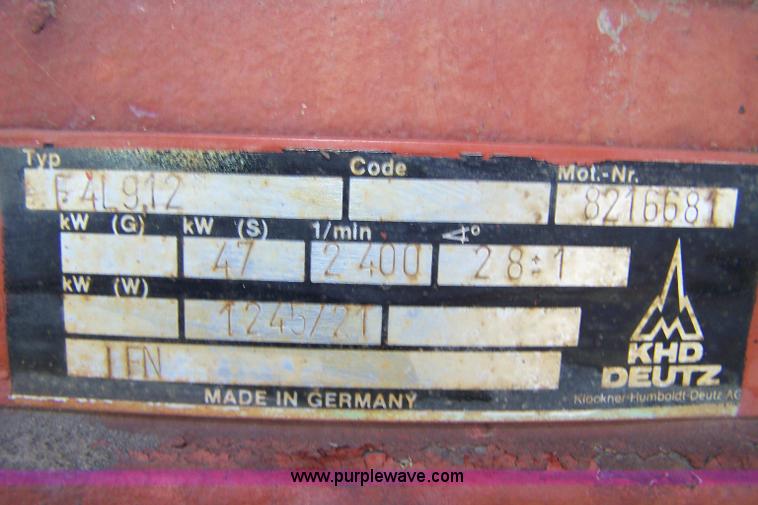 Typ Code Mot.-Nr.
F4L912 8216681
kW (G) kW (S) 1/min ∢°
47 2 400 28±1
kW (W)
1245/21
KHD
DEUTZ
MADE IN GERMANY Klöckner-Humboldt-Deutz AG
www.purplewave.com